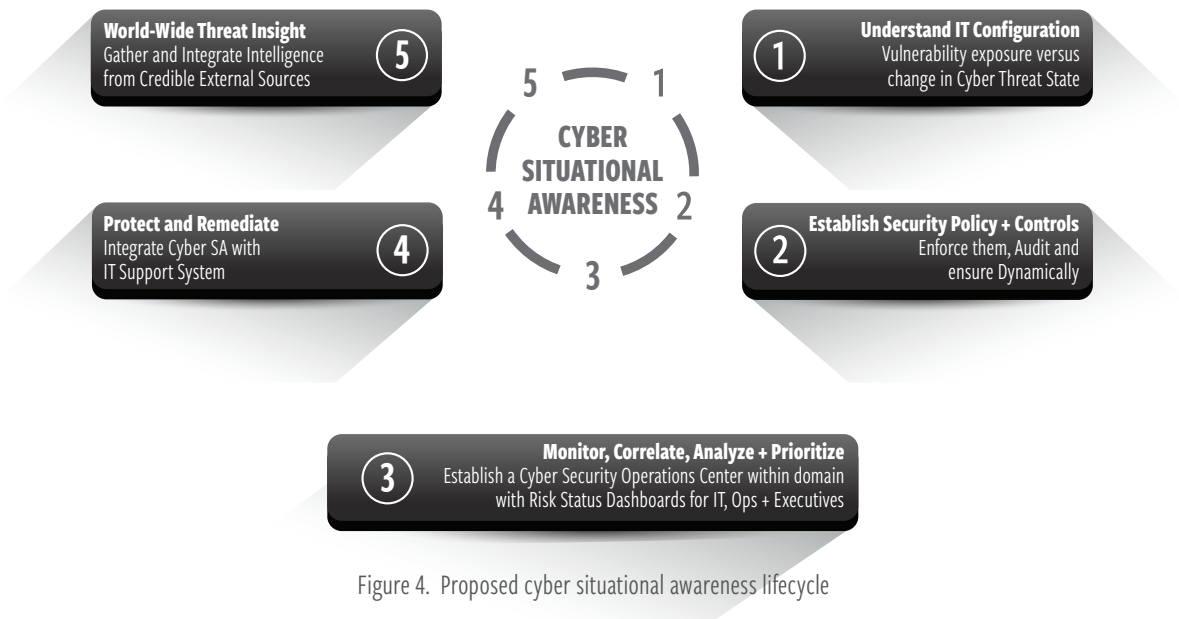 World-Wide Threat Insight
Gather and Integrate Intelligence
from Credible External Sources
5
1
Understand IT Configuration
Vulnerability exposure versus
change in Cyber Threat State
5
1
CYBER
SITUATIONAL
AWARENESS
4
2
3
Protect and Remediate
Integrate Cyber SA with
IT Support System
4
2
Establish Security Policy + Controls
Enforce them, Audit and
ensure Dynamically
3
Monitor, Correlate, Analyze + Prioritize
Establish a Cyber Security Operations Center within domain
with Risk Status Dashboards for IT, Ops + Executives
Figure 4. Proposed cyber situational awareness lifecycle